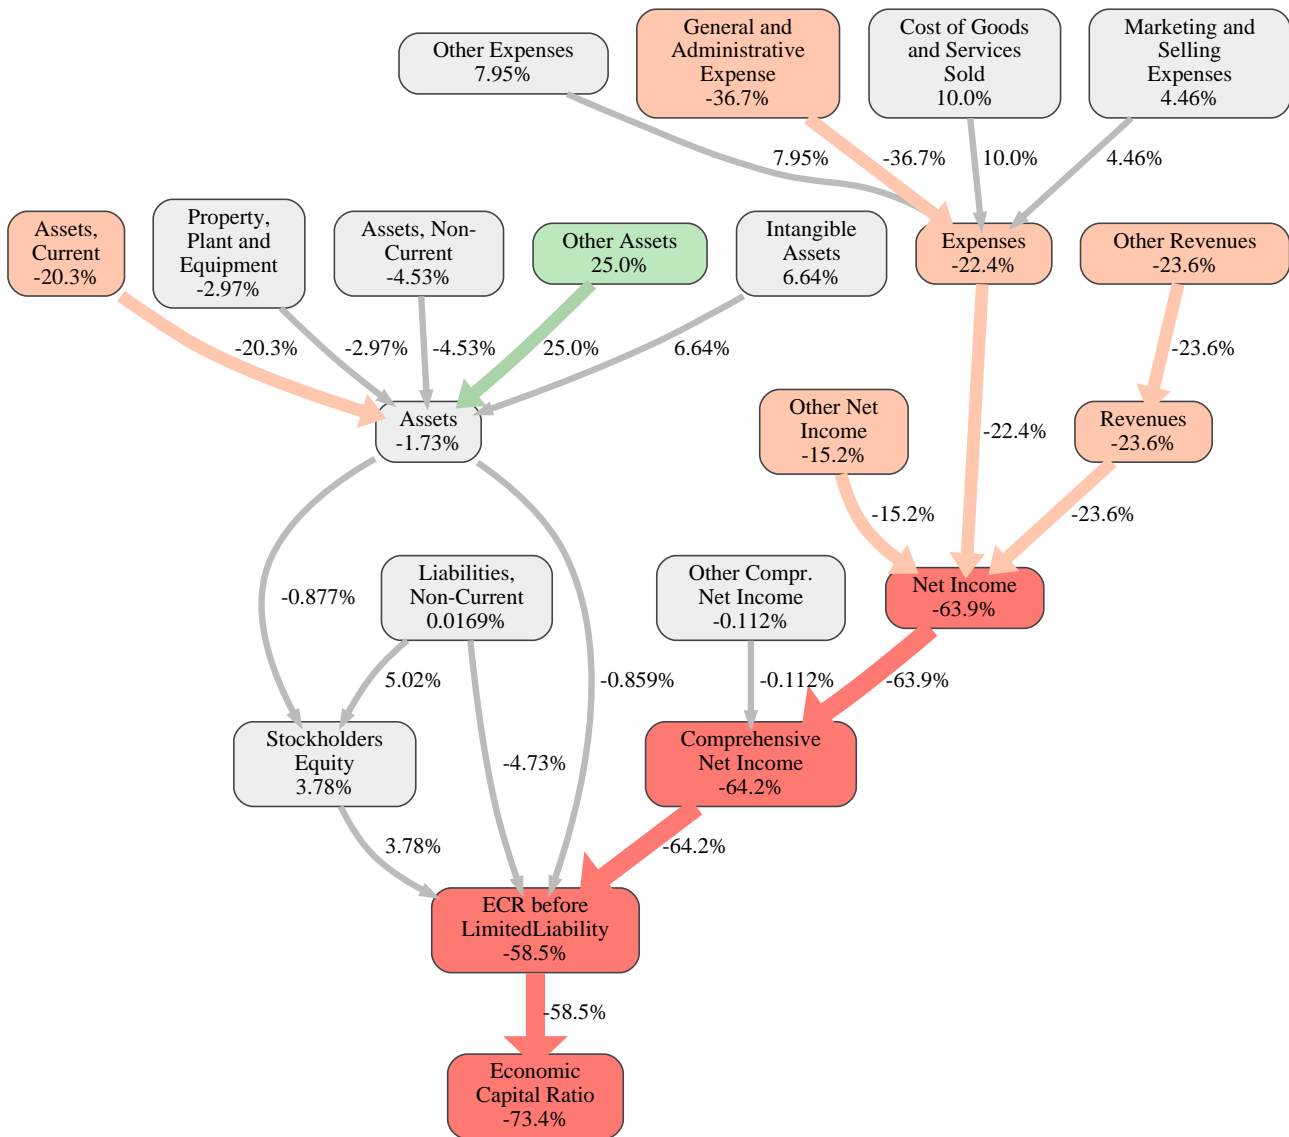 Other Expenses
7.95%
General and
Administrative
Expense
-36.7%
Cost of Goods
and Services
Sold
10.0%
Marketing and
Selling
Expenses
4.46%
7.95%
-36.7%
10.0%
4.46%
Assets,
Current
-20.3%
Property,
Plant and
Equipment
-2.97%
Assets, Non-
Current
-4.53%
Other Assets
25.0%
Intangible
Assets
6.64%
Expenses
-22.4%
Other Revenues
-23.6%
-20.3%
-2.97%
-4.53%
25.0%
6.64%
-23.6%
Assets
-1.73%
Other Net
Income
-15.2%
-22.4%
Revenues
-23.6%
-15.2%
-23.6%
-0.877%
Liabilities,
Non-Current
0.0169%
Other Compr.
Net Income
-0.112%
Net Income
-63.9%
5.02%
-0.859%
-0.112%
-63.9%
Stockholders
Equity
3.78%
-4.73%
Comprehensive
Net Income
-64.2%
3.78%
-64.2%
ECR before
LimitedLiability
-58.5%
-58.5%
Economic
Capital Ratio
-73.4%